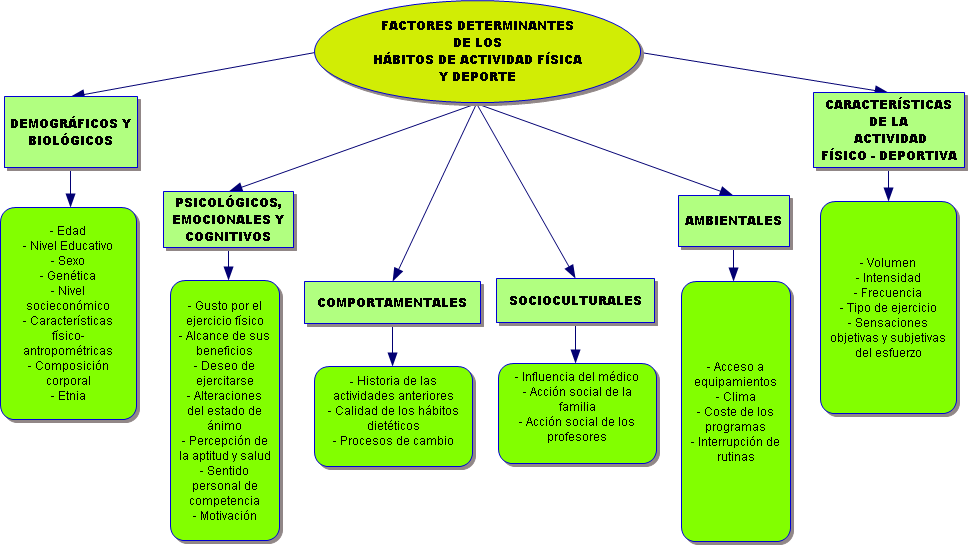 FACTORES DETERMINANTES
DE LOS
HÁBITOS DE ACTIVIDAD FÍSICA
Y DEPORTE
DEMOGRÁFICOS Y
BIOLÓGICOS
- Edad
- Nivel Educativo
- Sexo
- Genética
- Nivel
socieconómico
- Características
físico-
antropométricas
- Composición
corporal
- Etnia
PSICOLÓGICOS,
EMOCIONALES Y
COGNITIVOS
- Gusto por el
ejercicio físico
- Alcance de sus
beneficios
- Deseo de
ejercitarse
- Alteraciones
del estado de
ánimo
- Percepción de
la aptitud y salud
- Sentido
personal de
competencia
- Motivación
COMPORTAMENTALES
- Historia de las
actividades anteriores
- Calidad de los hábitos
dietéticos
- Procesos de cambio
SOCIOCULTURALES
- Influencia del médico
- Acción social de la
familia
- Acción social de los
profesores
AMBIENTALES
- Acceso a
equipamientos
- Clima
- Coste de los
programas
- Interrupción de
rutinas
CARACTERÍSTICAS
DE LA
ACTIVIDAD
FÍSICO - DEPORTIVA
- Volumen
- Intensidad
- Frecuencia
- Tipo de ejercicio
- Sensaciones
objetivas y subjetivas
del esfuerzo